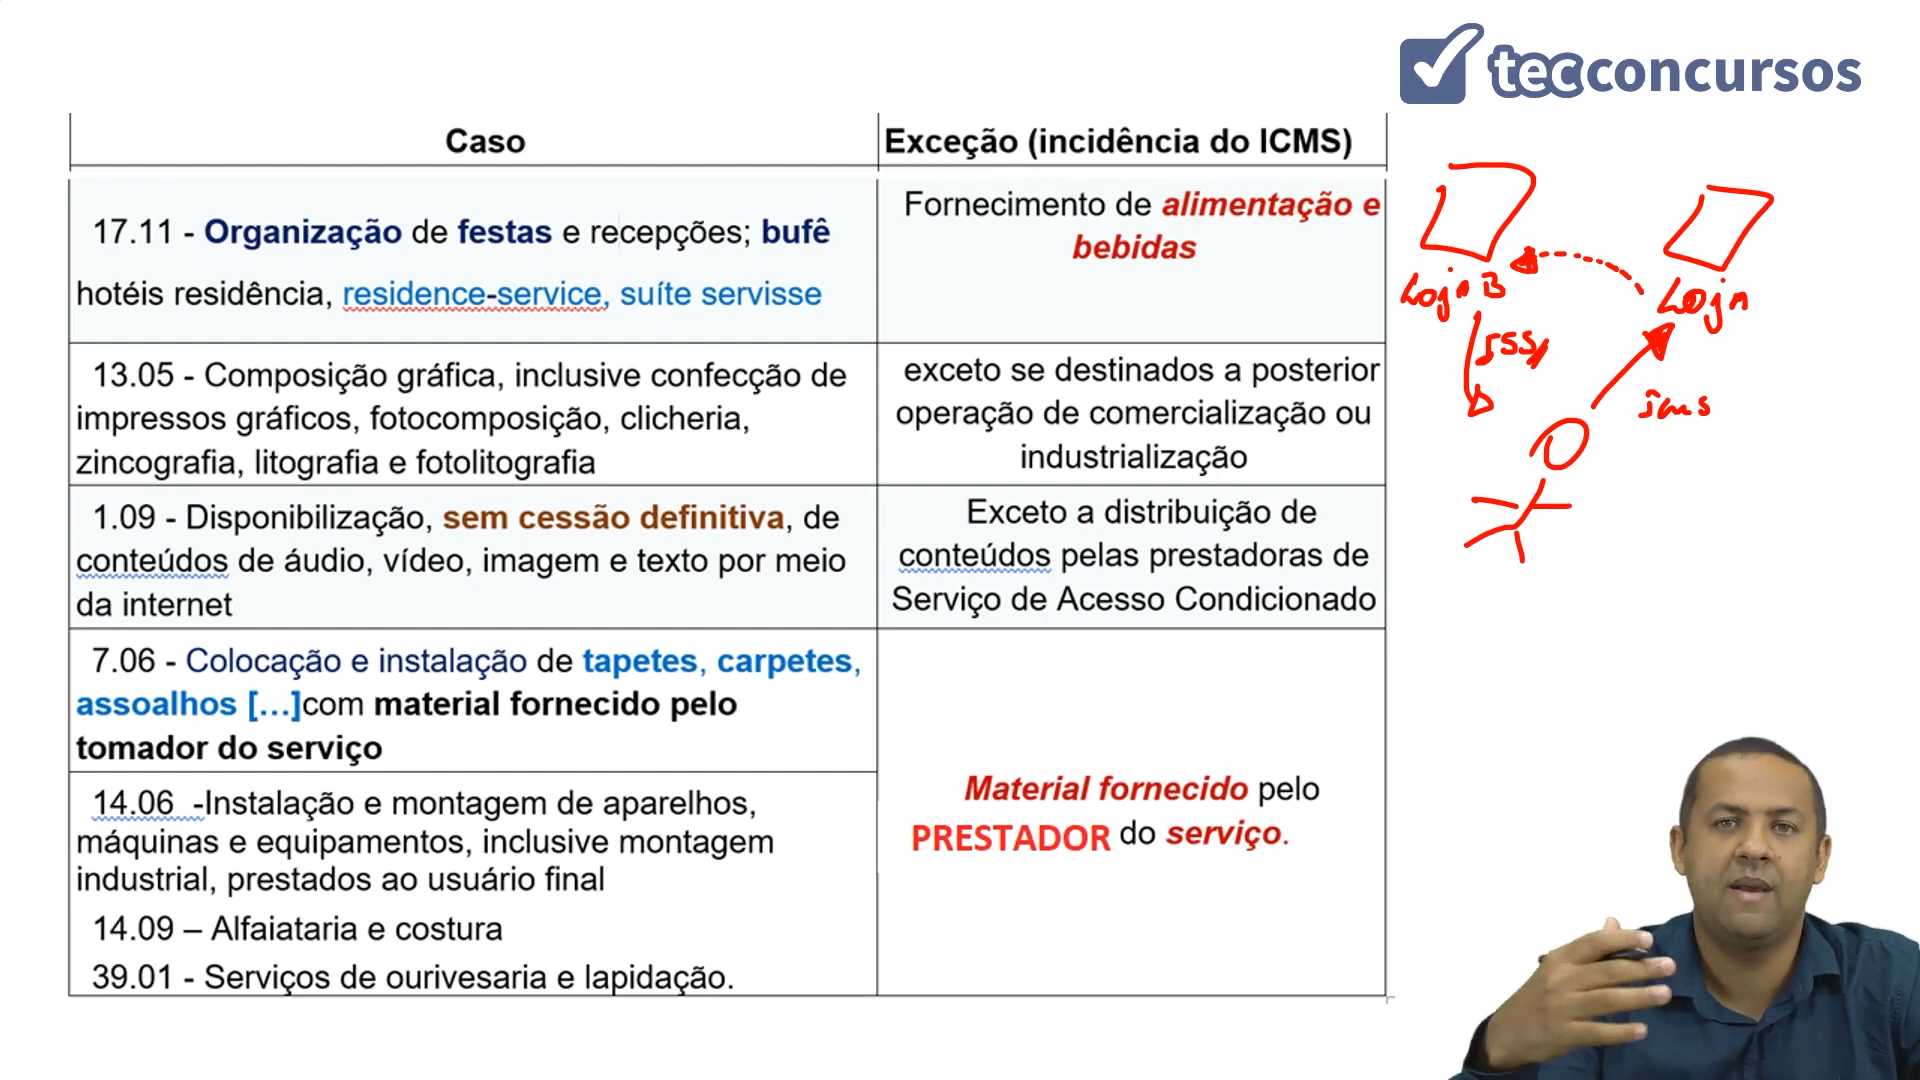 tecconcursos
Caso
Exceção (incidência do ICMS)
17.11 - Organização de festas e recepções; bufê
hotéis residência, residence-service, suíte servisse
Fornecimento de alimentação e
bebidas
13.05 - Composição gráfica, inclusive confecção de
impressos gráficos, fotocomposição, clicheria,
zincografia, litografia e fotolitografia
exceto se destinados a posterior
operação de comercialização ou
industrialização
1.09 - Disponibilização, sem cessão definitiva, de
conteúdos de áudio, vídeo, imagem e texto por meio
da internet
Exceto a distribuição de
conteúdos pelas prestadoras de
Serviço de Acesso Condicionado
7.06 - Colocação e instalação de tapetes, carpetes,
assoalhos [...]com material fornecido pelo
tomador do serviço
14.06 -Instalação e montagem de aparelhos,
máquinas e equipamentos, inclusive montagem
industrial, prestados ao usuário final
14.09 – Alfaiataria e costura
39.01 - Serviços de ourivesaria e lapidação.
Material fornecido pelo
PRESTADOR do serviço.
Loja B
Loja
ISS
icms